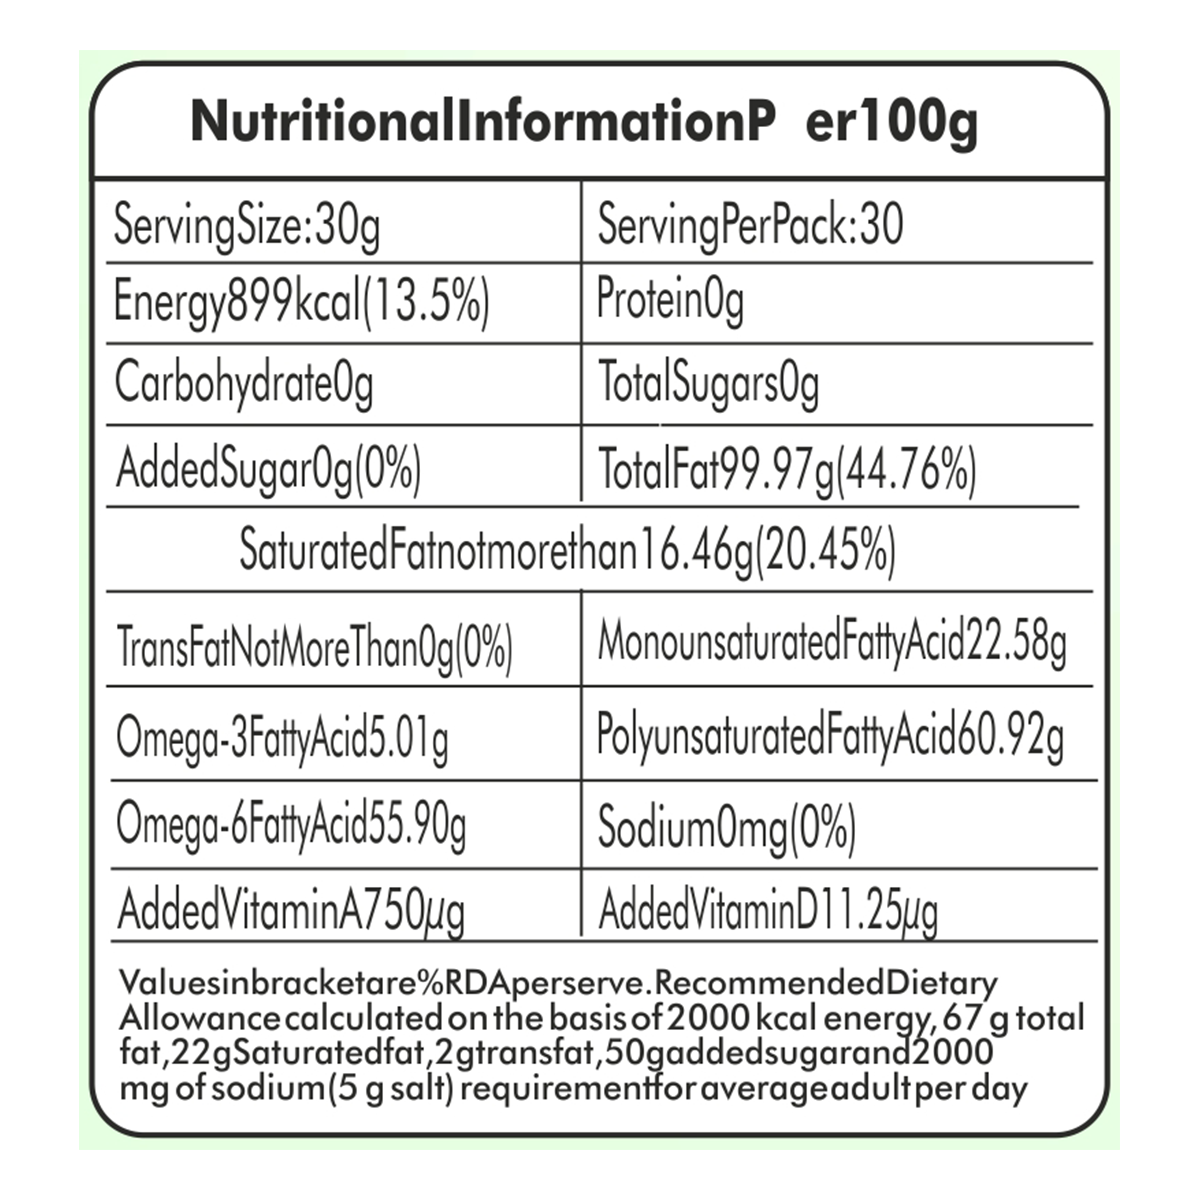 NutritionalInformationP er100g
ServingSize:30g ServingPerPack:30
Energy899kcal(13.5%) Protein0g
Carbohydrate0g TotalSugars0g
AddedSugar0g(0%) TotalFat99.97g(44.76%)
SaturatedFatnotmorethan16.46g(20.45%)
TransFatNotMoreThan0g(0%) MonounsaturatedFattyAcid22.58g
Omega-3FattyAcid5.01g PolyunsaturatedFattyAcid60.92g
Omega-6FattyAcid55.90g Sodium0mg(0%)
AddedVitaminA750µg AddedVitaminD11.25µg
Valuesinbracketare%RDAperserve.RecommendedDietary
Allowance calculated on the basis of 2000 kcal energy, 67 g total
fat,22gSaturatedfat,2gtransfat,50gaddedsugarand2000
mg of sodium (5 g salt) requirementfor average adult per day